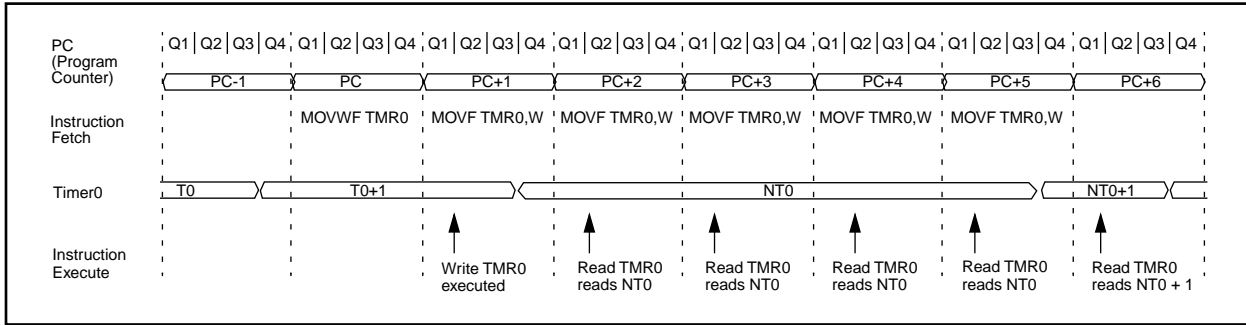 PC
(Program
Counter)
Q1 Q2 Q3 Q4 Q1 Q2 Q3 Q4 Q1 Q2 Q3 Q4 Q1 Q2 Q3 Q4 Q1 Q2 Q3 Q4 Q1 Q2 Q3 Q4 Q1 Q2 Q3 Q4 Q1 Q2 Q3 Q4
PC-1 PC PC+1 PC+2 PC+3 PC+4 PC+5 PC+6
Instruction
Fetch
MOVWF TMR0 MOVF TMR0,W MOVF TMR0,W MOVF TMR0,W MOVF TMR0,W MOVF TMR0,W
Timer0
T0 T0+1 NT0 NT0+1
Instruction
Execute
Write TMR0
executed
Read TMR0
reads NT0
Read TMR0
reads NT0
Read TMR0
reads NT0
Read TMR0
reads NT0
Read TMR0
reads NT0 + 1